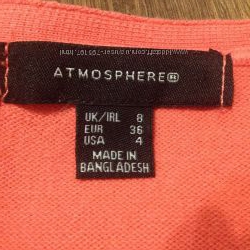 ATMOSPHERE
UK/IRL 8
EUR 36
USA 4
MADE IN
BANGLADESH